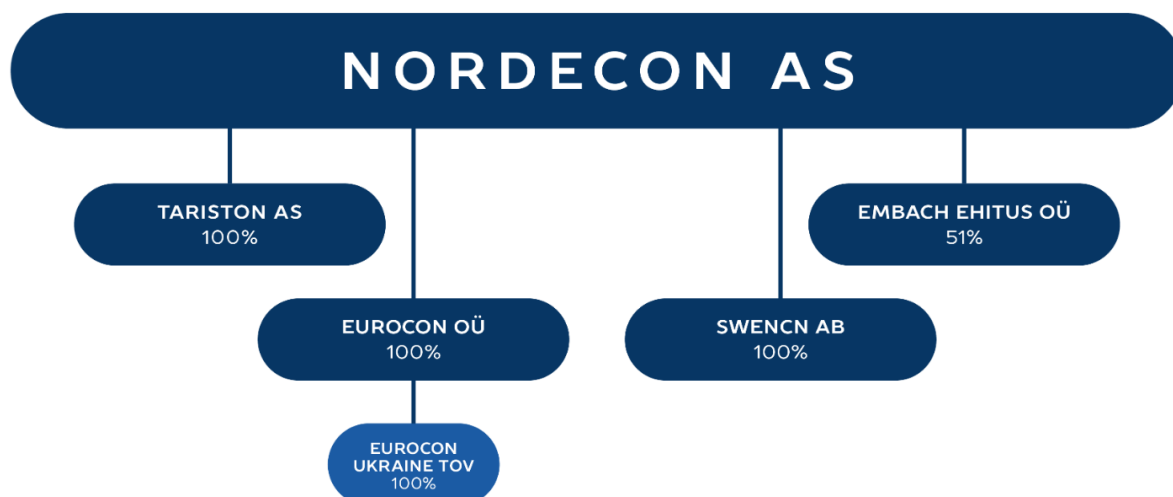 NORDECON AS
TARISTON AS
100%
EMBACH EHITUS OÜ
51%
EUROCON OÜ
100%
SWENCN AB
100%
EUROCON
UKRAINE TOV
100%